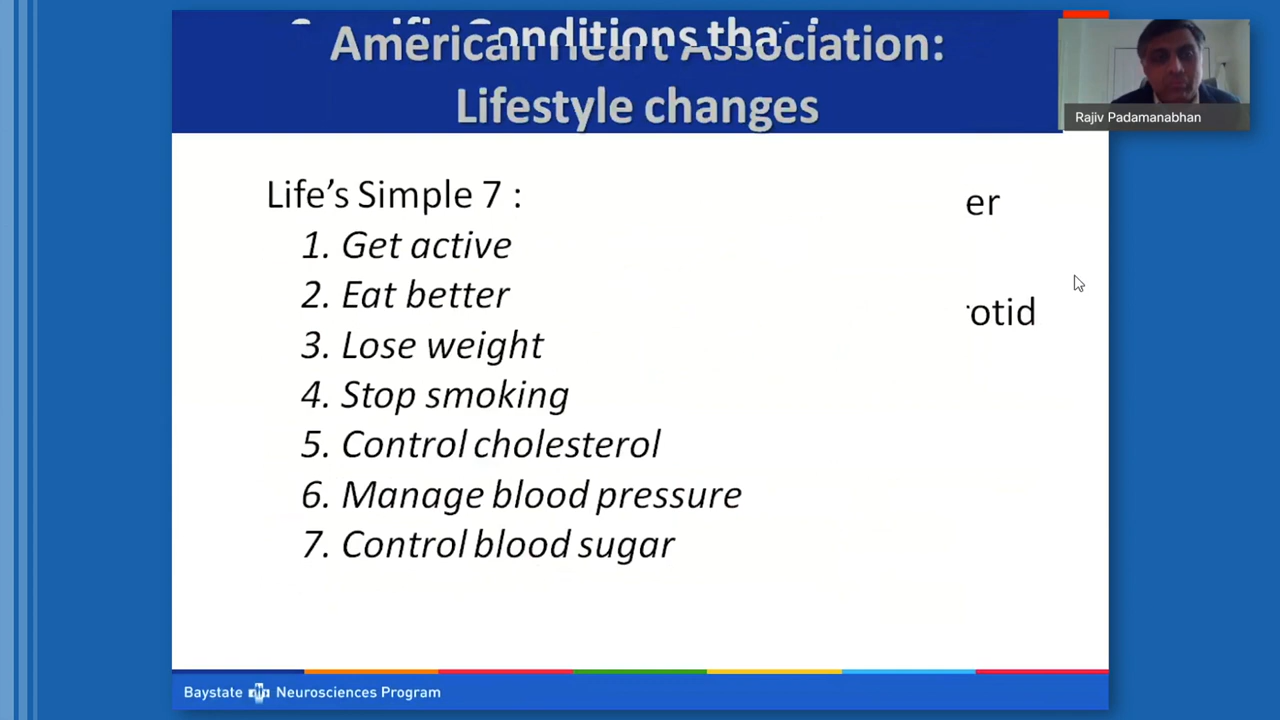 conditions that
American Heart Association:
Lifestyle changes
Rajiv Padamanabhan
Life’s Simple 7 :
er
1. Get active
2. Eat better
otid
3. Lose weight
4. Stop smoking
5. Control cholesterol
6. Manage blood pressure
7. Control blood sugar
Baystate Neurosciences Program